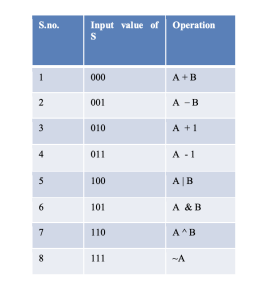 S.no. Input value of S Operation
1 000 A + B
2 001 A - B
3 010 A + 1
4 011 A - 1
5 100 A | B
6 101 A & B
7 110 A ^ B
8 111 ~A